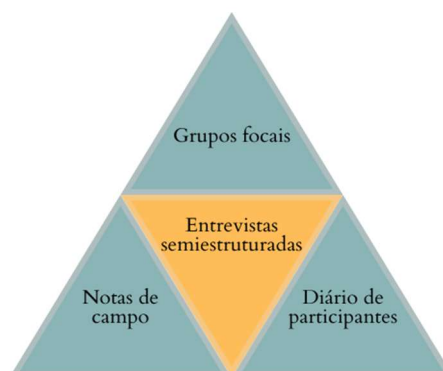 Grupos focais
Entrevistas
semiestruturadas
Notas de
campo
Diário de
participantes